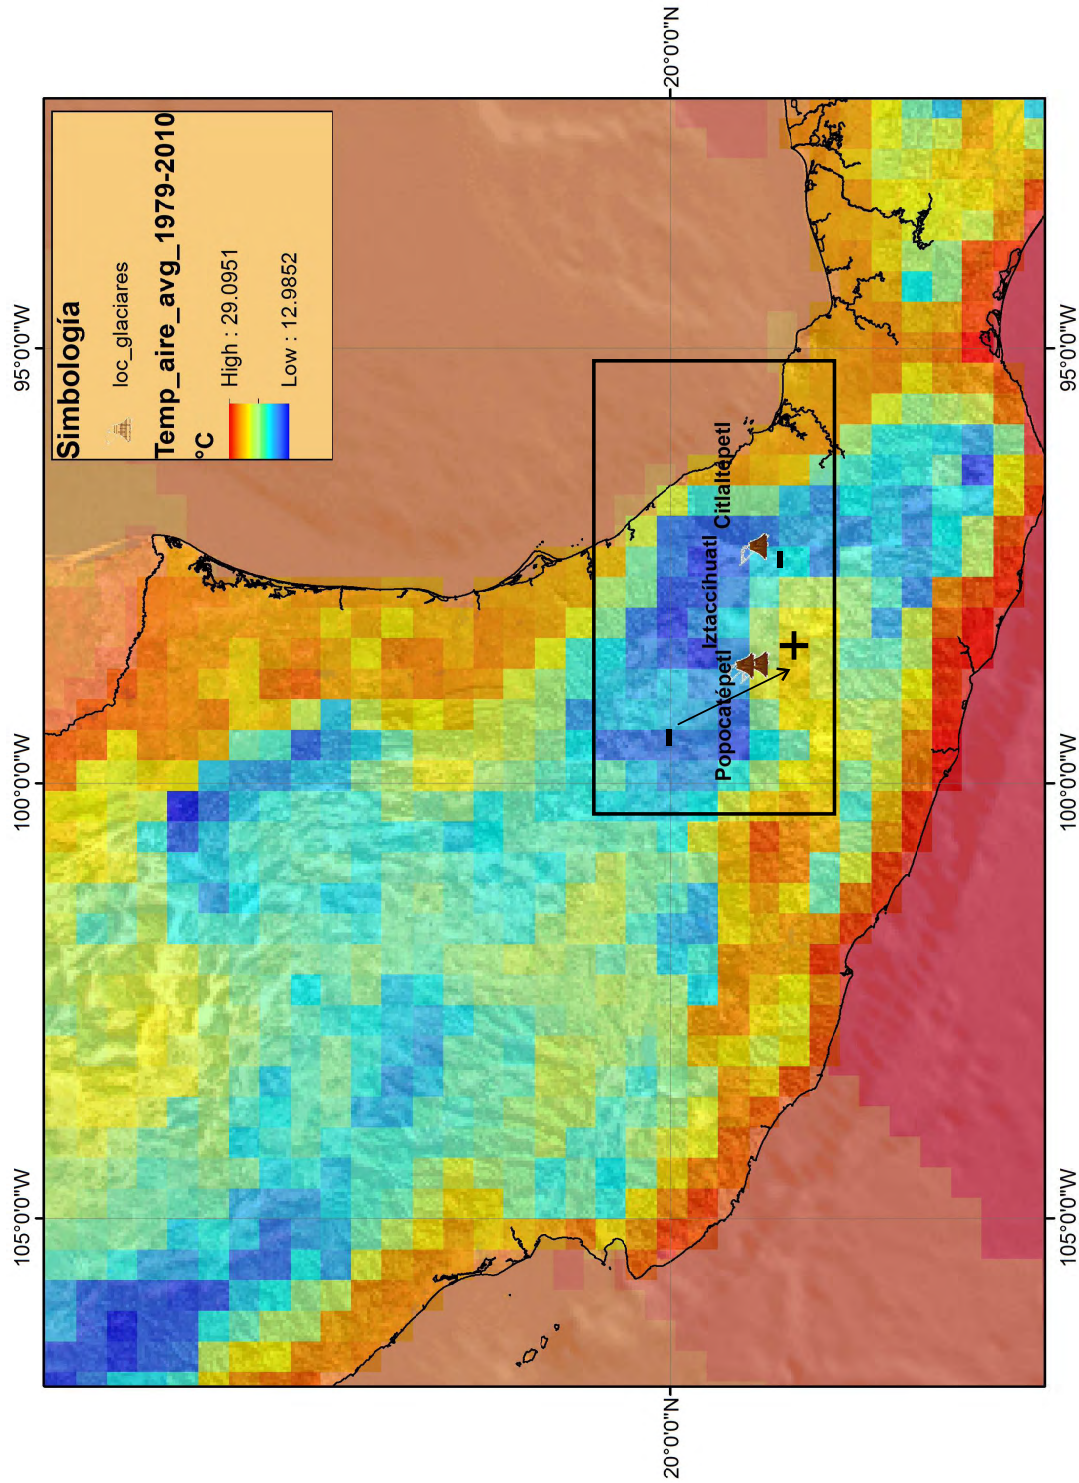 Simbología
loc_glaciares
Temp_aire_avg_1979-2010
°C
High : 29.0951
Low : 12.9852
105°0'0"W
100°0'0"W
95°0'0"W
20°0'0"N
20°0'0"N
Popocatépetl
Iztaccíhuatl
Citlaltépetl
-
-
+
105°0'0"W
100°0'0"W
95°0'0"W